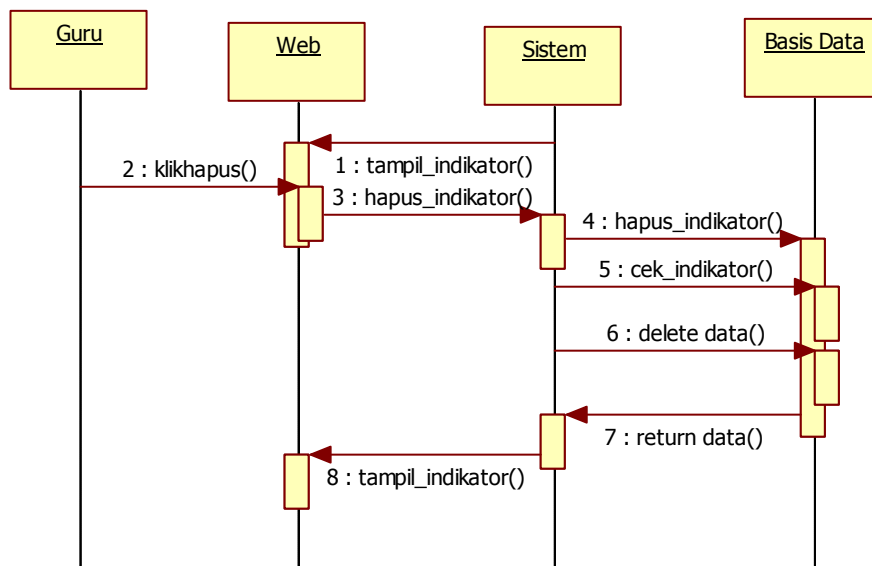 Guru
Web
Sistem
Basis Data
1 : tampil_indikator()
2 : klikhapus()
3 : hapus_indikator()
4 : hapus_indikator()
5 : cek_indikator()
6 : delete data()
7 : return data()
8 : tampil_indikator()